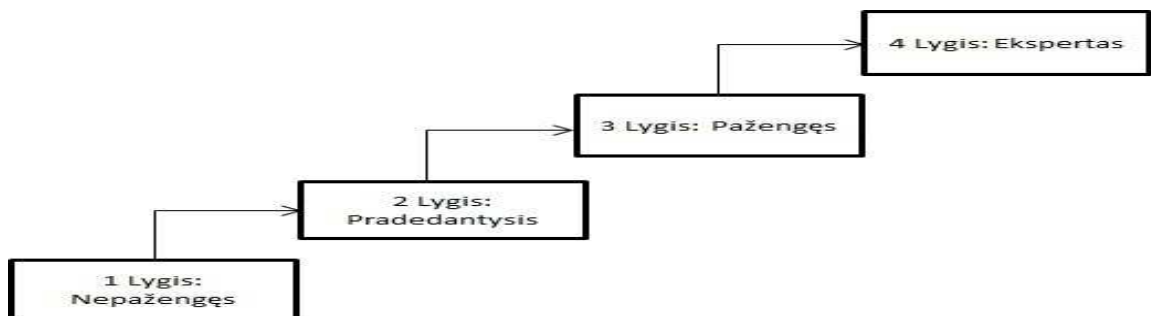 4 Lygis: Ekspertas
3 Lygis: Pažengęs
2 Lygis:
Pradedantysis
1 Lygis:
Nepažengęs